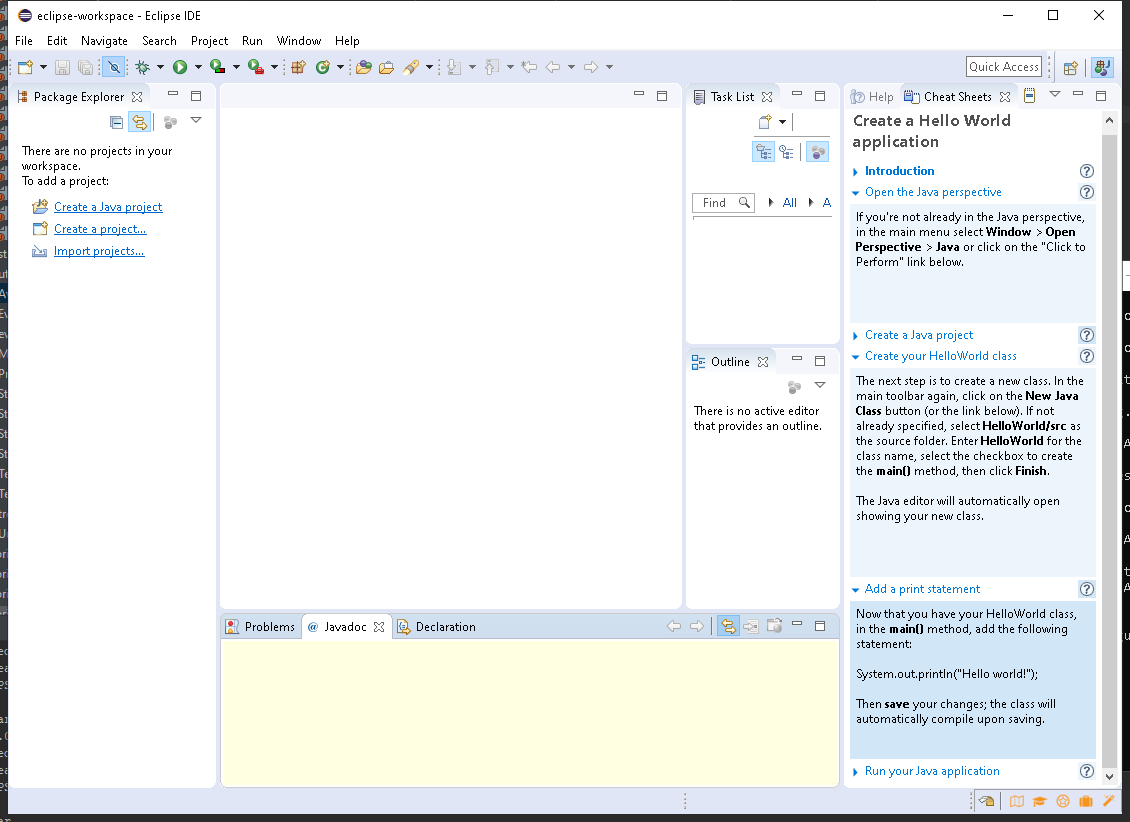 eclipse-workspace - Eclipse IDE
File Edit Navigate Search Project Run Window Help
Quick Access
Package Explorer
There are no projects in your
workspace.
To add a project:
Create a Java project
Create a project...
Import projects...
Task List
Find
All
A
Outline
There is no active editor
that provides an outline.
Problems
@ Javadoc
Declaration
Help
Cheat Sheets
Create a Hello World
application
Introduction
Open the Java perspective
If you're not already in the Java perspective,
in the main menu select Window > Open
Perspective > Java or click on the "Click to
Perform" link below.
Create a Java project
Create your HelloWorld class
The next step is to create a new class. In the
main toolbar again, click on the New Java
Class button (or the link below). If not
already specified, select HelloWorld/src as
the source folder. Enter HelloWorld for the
class name, select the checkbox to create
the main() method, then click Finish.
The Java editor will automatically open
showing your new class.
Add a print statement
Now that you have your HelloWorld class,
in the main() method, add the following
statement:
System.out.println("Hello world!");
Then save your changes; the class will
automatically compile upon saving.
Run your Java application